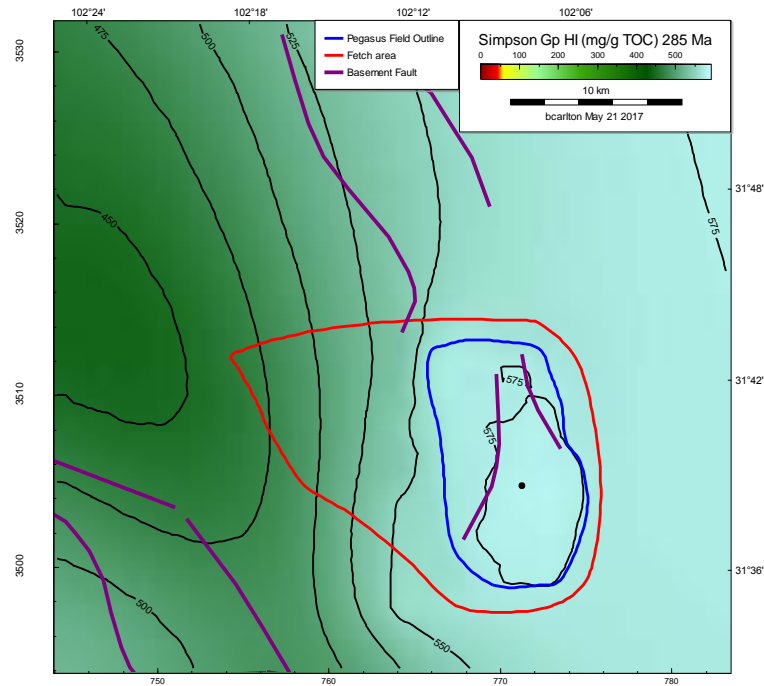 102°24' 102°18' 102°12' 102°06'
Pegasus Field Outline
Fetch area
Basement Fault
Simpson Gp HI (mg/g TOC) 285 Ma
0 100 200 300 400 500
10 km
bcarlton May 21 2017
3530
3520
3510
3500
31°48'
31°42'
31°36'
475
500
525
450
575
575
575
500
550
750 760 770 780